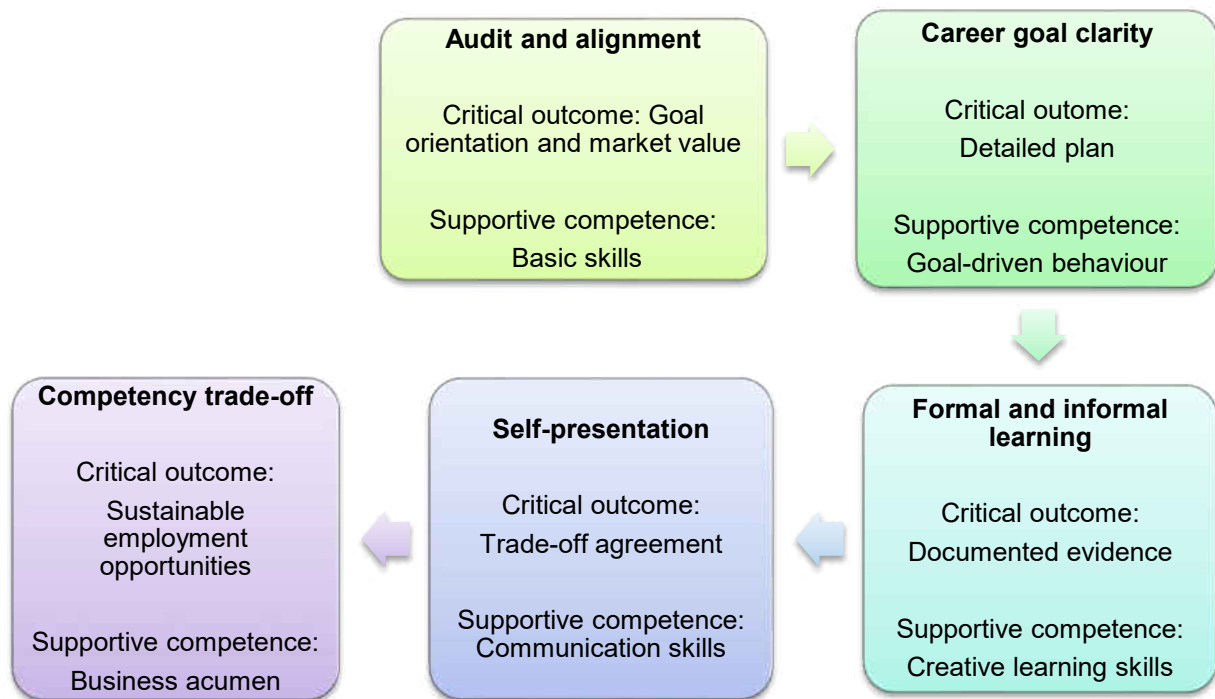 Audit and alignment
Critical outcome: Goal
orientation and market value
Supportive competence:
Basic skills
Career goal clarity
Critical outome:
Detailed plan
Supportive competence:
Goal-driven behaviour
Formal and informal
learning
Critical outcome:
Documented evidence
Supportive competence:
Creative learning skills
Self-presentation
Critical outcome:
Trade-off agreement
Supportive competence:
Communication skills
Competency trade-off
Critical outcome:
Sustainable
employment
opportunities
Supportive competence:
Business acumen